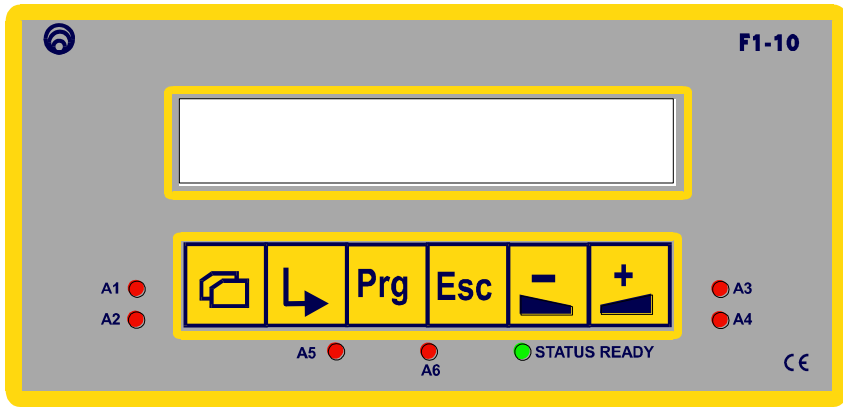 F1-10
Prg Esc - +
A1 A3
A2 A4
A5 STATUS READY
A6
CE